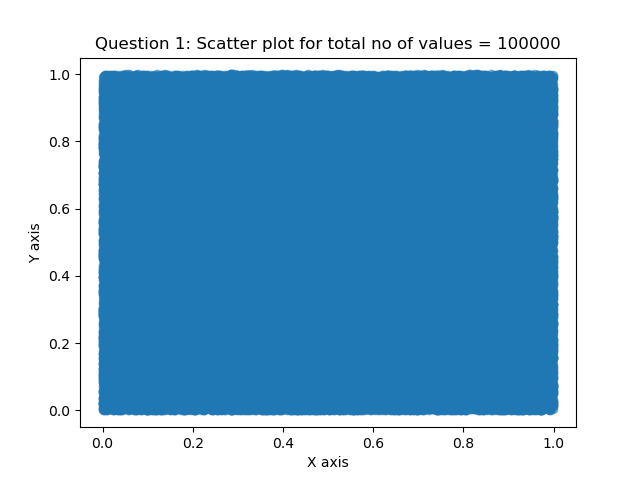 Question 1: Scatter plot for total no of values = 100000
1.0
0.8
0.6
0.4
0.2
0.0
Y axis
0.0 0.2 0.4 0.6 0.8 1.0
X axis